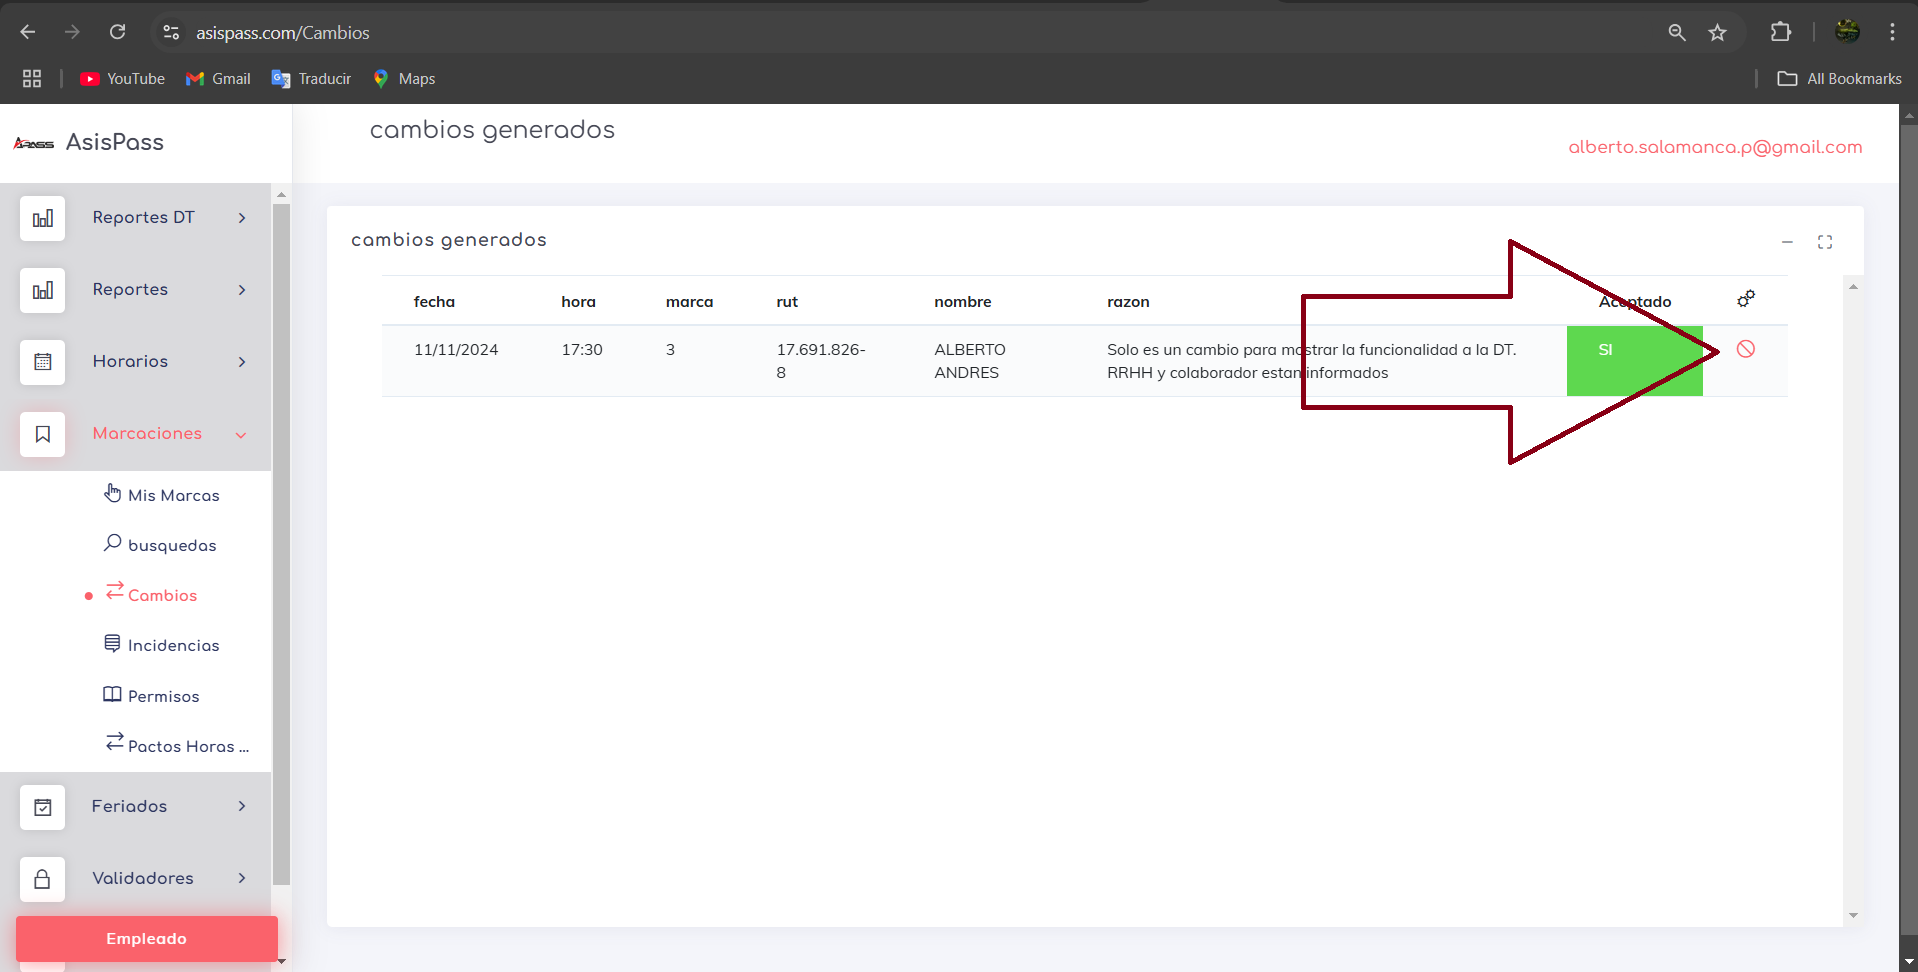 asispass.com/Cambios
YouTube Gmail Traducir Maps All Bookmarks
APASS AsisPass
cambios generados
alberto.salamanca.p@gmail.com
Reportes DT
Reportes
Horarios
Marcaciones
Mis Marcas
busquedas
Cambios
Incidencias
Permisos
Pactos Horas ...
Feriados
Validadores
Empleado
cambios generados
fecha hora marca rut nombre razon Aceptado
11/11/2024 17:30 3 17.691.826- ALBERTO Solo es un cambio para mostrar la funcionalidad a la DT. SI
8 ANDRES RRHH y colaborador estan informados